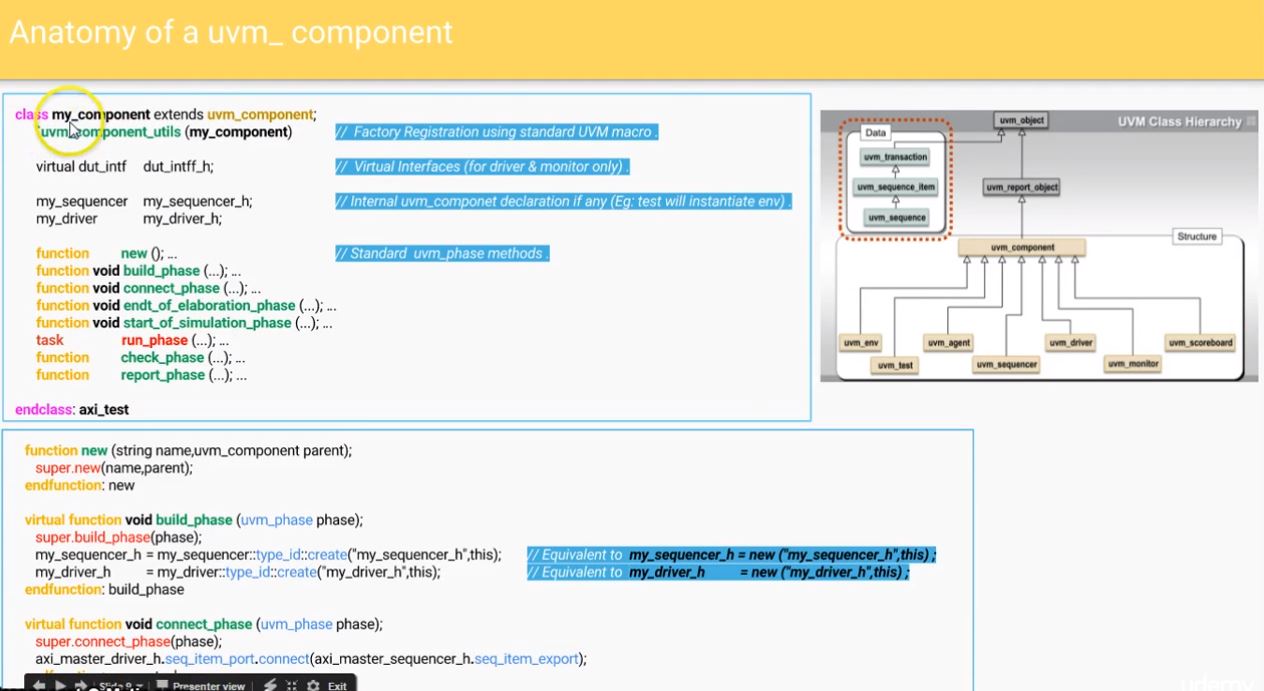 Anatomy of a uvm_ component
class my_component extends uvm_component;
`uvm_component_utils (my_component) // Factory Registration using standard UVM macro .
virtual dut_intf dut_intff_h; // Virtual Interfaces (for driver & monitor only) .
my_sequencer my_sequencer_h; // Internal uvm_componet declaration if any (Eg: test will instantiate env) .
my_driver my_driver_h;
function new (); ... // Standard uvm_phase methods .
function void build_phase (...); ...
function void connect_phase (...); ...
function void endt_of_elaboration_phase (...); ...
function void start_of_simulation_phase (...); ...
task run_phase (...); ...
function check_phase (...); ...
function report_phase (...); ...
endclass: axi_test
UVM Class Hierarchy
uvm_object
Data
uvm_transaction
uvm_sequence_item
uvm_sequence
uvm_report_object
Structure
uvm_component
uvm_env
uvm_agent
uvm_driver
uvm_scoreboard
uvm_test
uvm_sequencer
uvm_monitor
function new (string name,uvm_component parent);
super.new(name,parent);
endfunction: new
virtual function void build_phase (uvm_phase phase);
super.build_phase(phase);
my_sequencer_h = my_sequencer::type_id::create("my_sequencer_h",this); // Equivalent to my_sequencer_h = new ("my_sequencer_h",this) ;
my_driver_h = my_driver::type_id::create("my_driver_h",this); // Equivalent to my_driver_h = new ("my_driver_h",this) ;
endfunction: build_phase
virtual function void connect_phase (uvm_phase phase);
super.connect_phase(phase);
axi_master_driver_h.seq_item_port.connect(axi_master_sequencer_h.seq_item_export);
Presenter view Exit
udemy